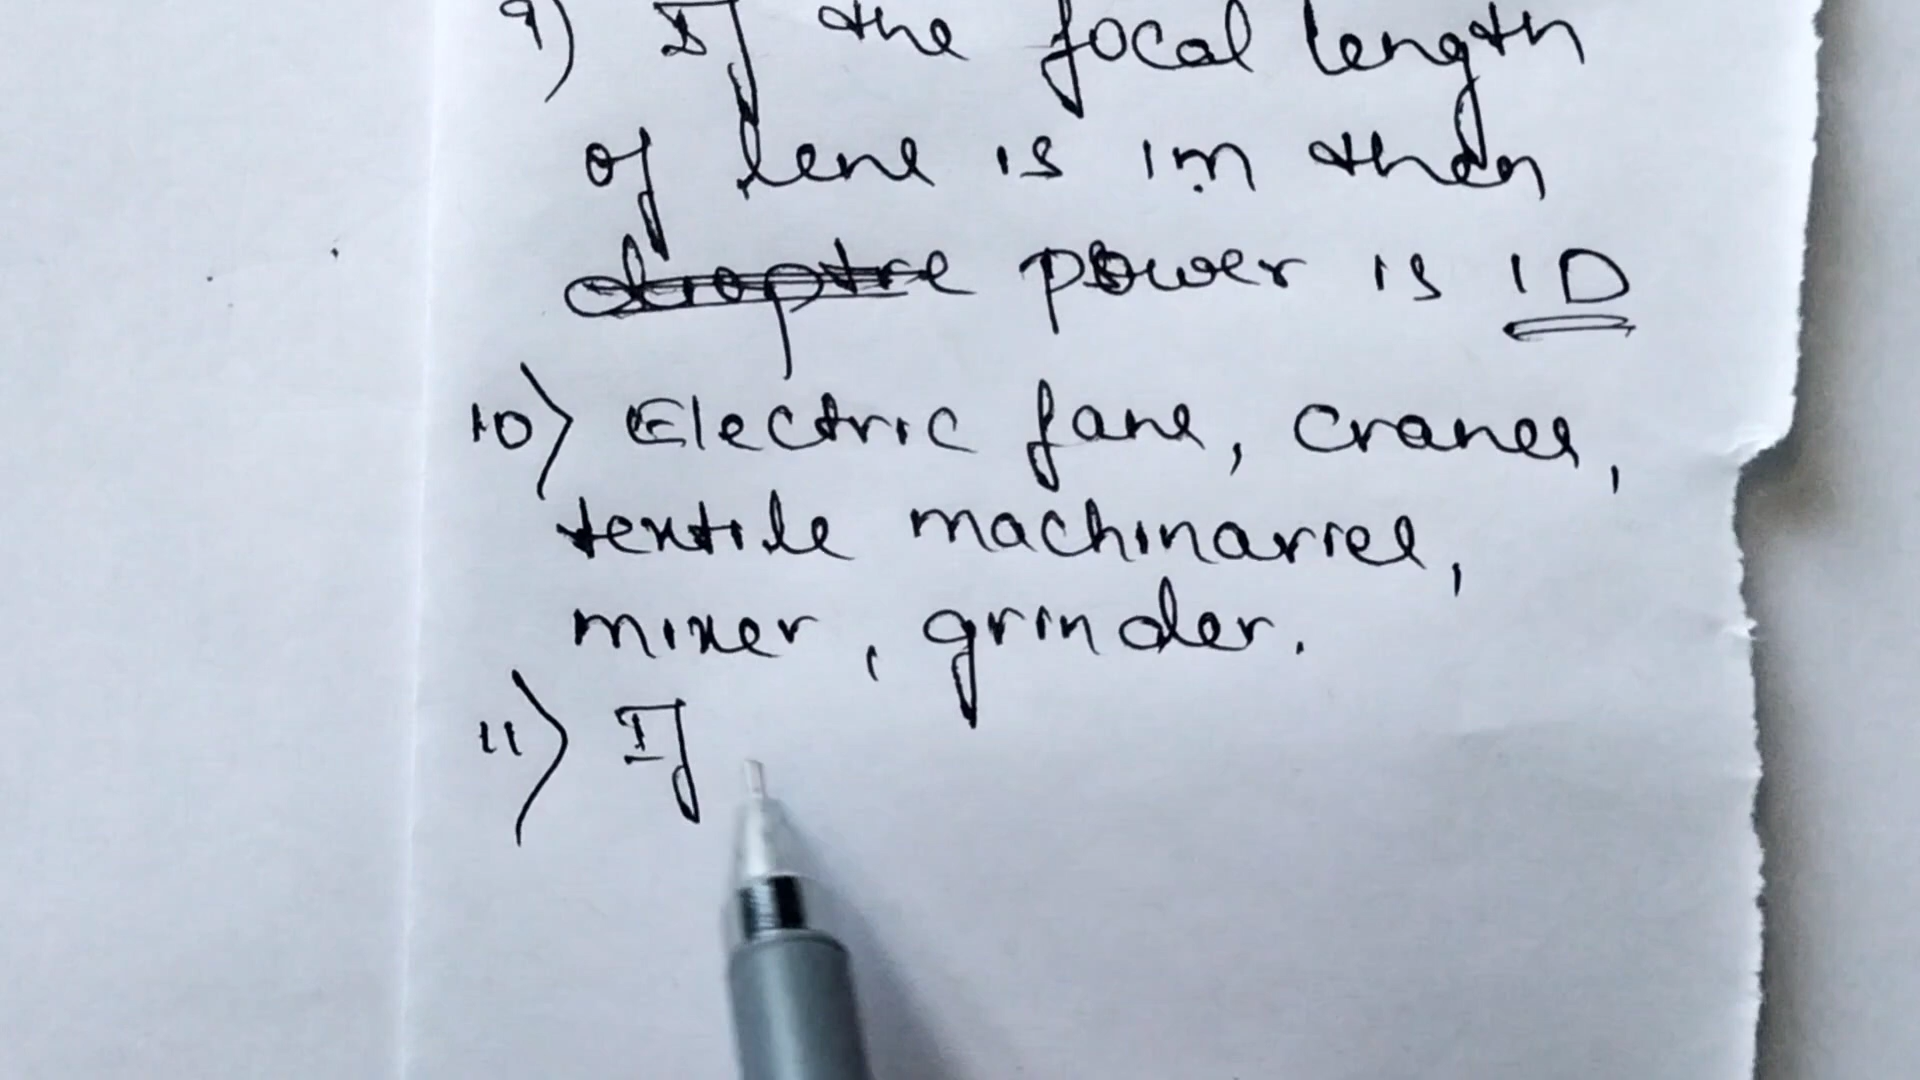 9) If the focal length
of lens is 1m then
power is 1D
10) Electric fans, cranes,
textile machinaries,
mixer, grinder.
11) If